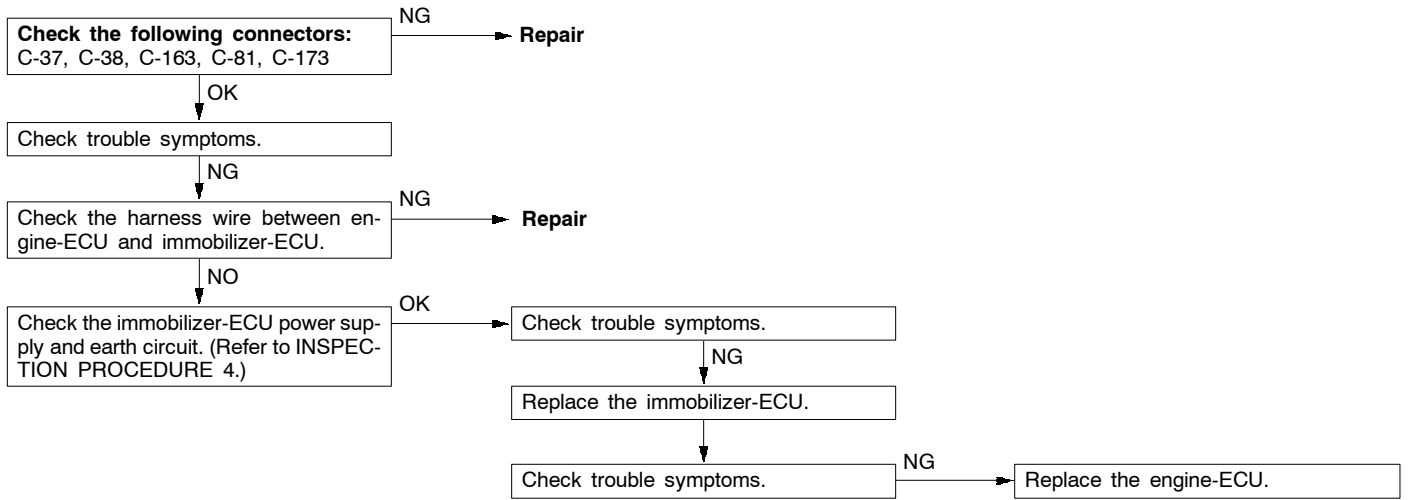 Check the following connectors:
C-37, C-38, C-163, C-81, C-173
NG
Repair
OK
Check trouble symptoms.
NG
Check the harness wire between en-
gine-ECU and immobilizer-ECU.
NG
Repair
NO
Check the immobilizer-ECU power sup-
ply and earth circuit. (Refer to INSPEC-
TION PROCEDURE 4.)
OK
Check trouble symptoms.
NG
Replace the immobilizer-ECU.
Check trouble symptoms.
NG
Replace the engine-ECU.